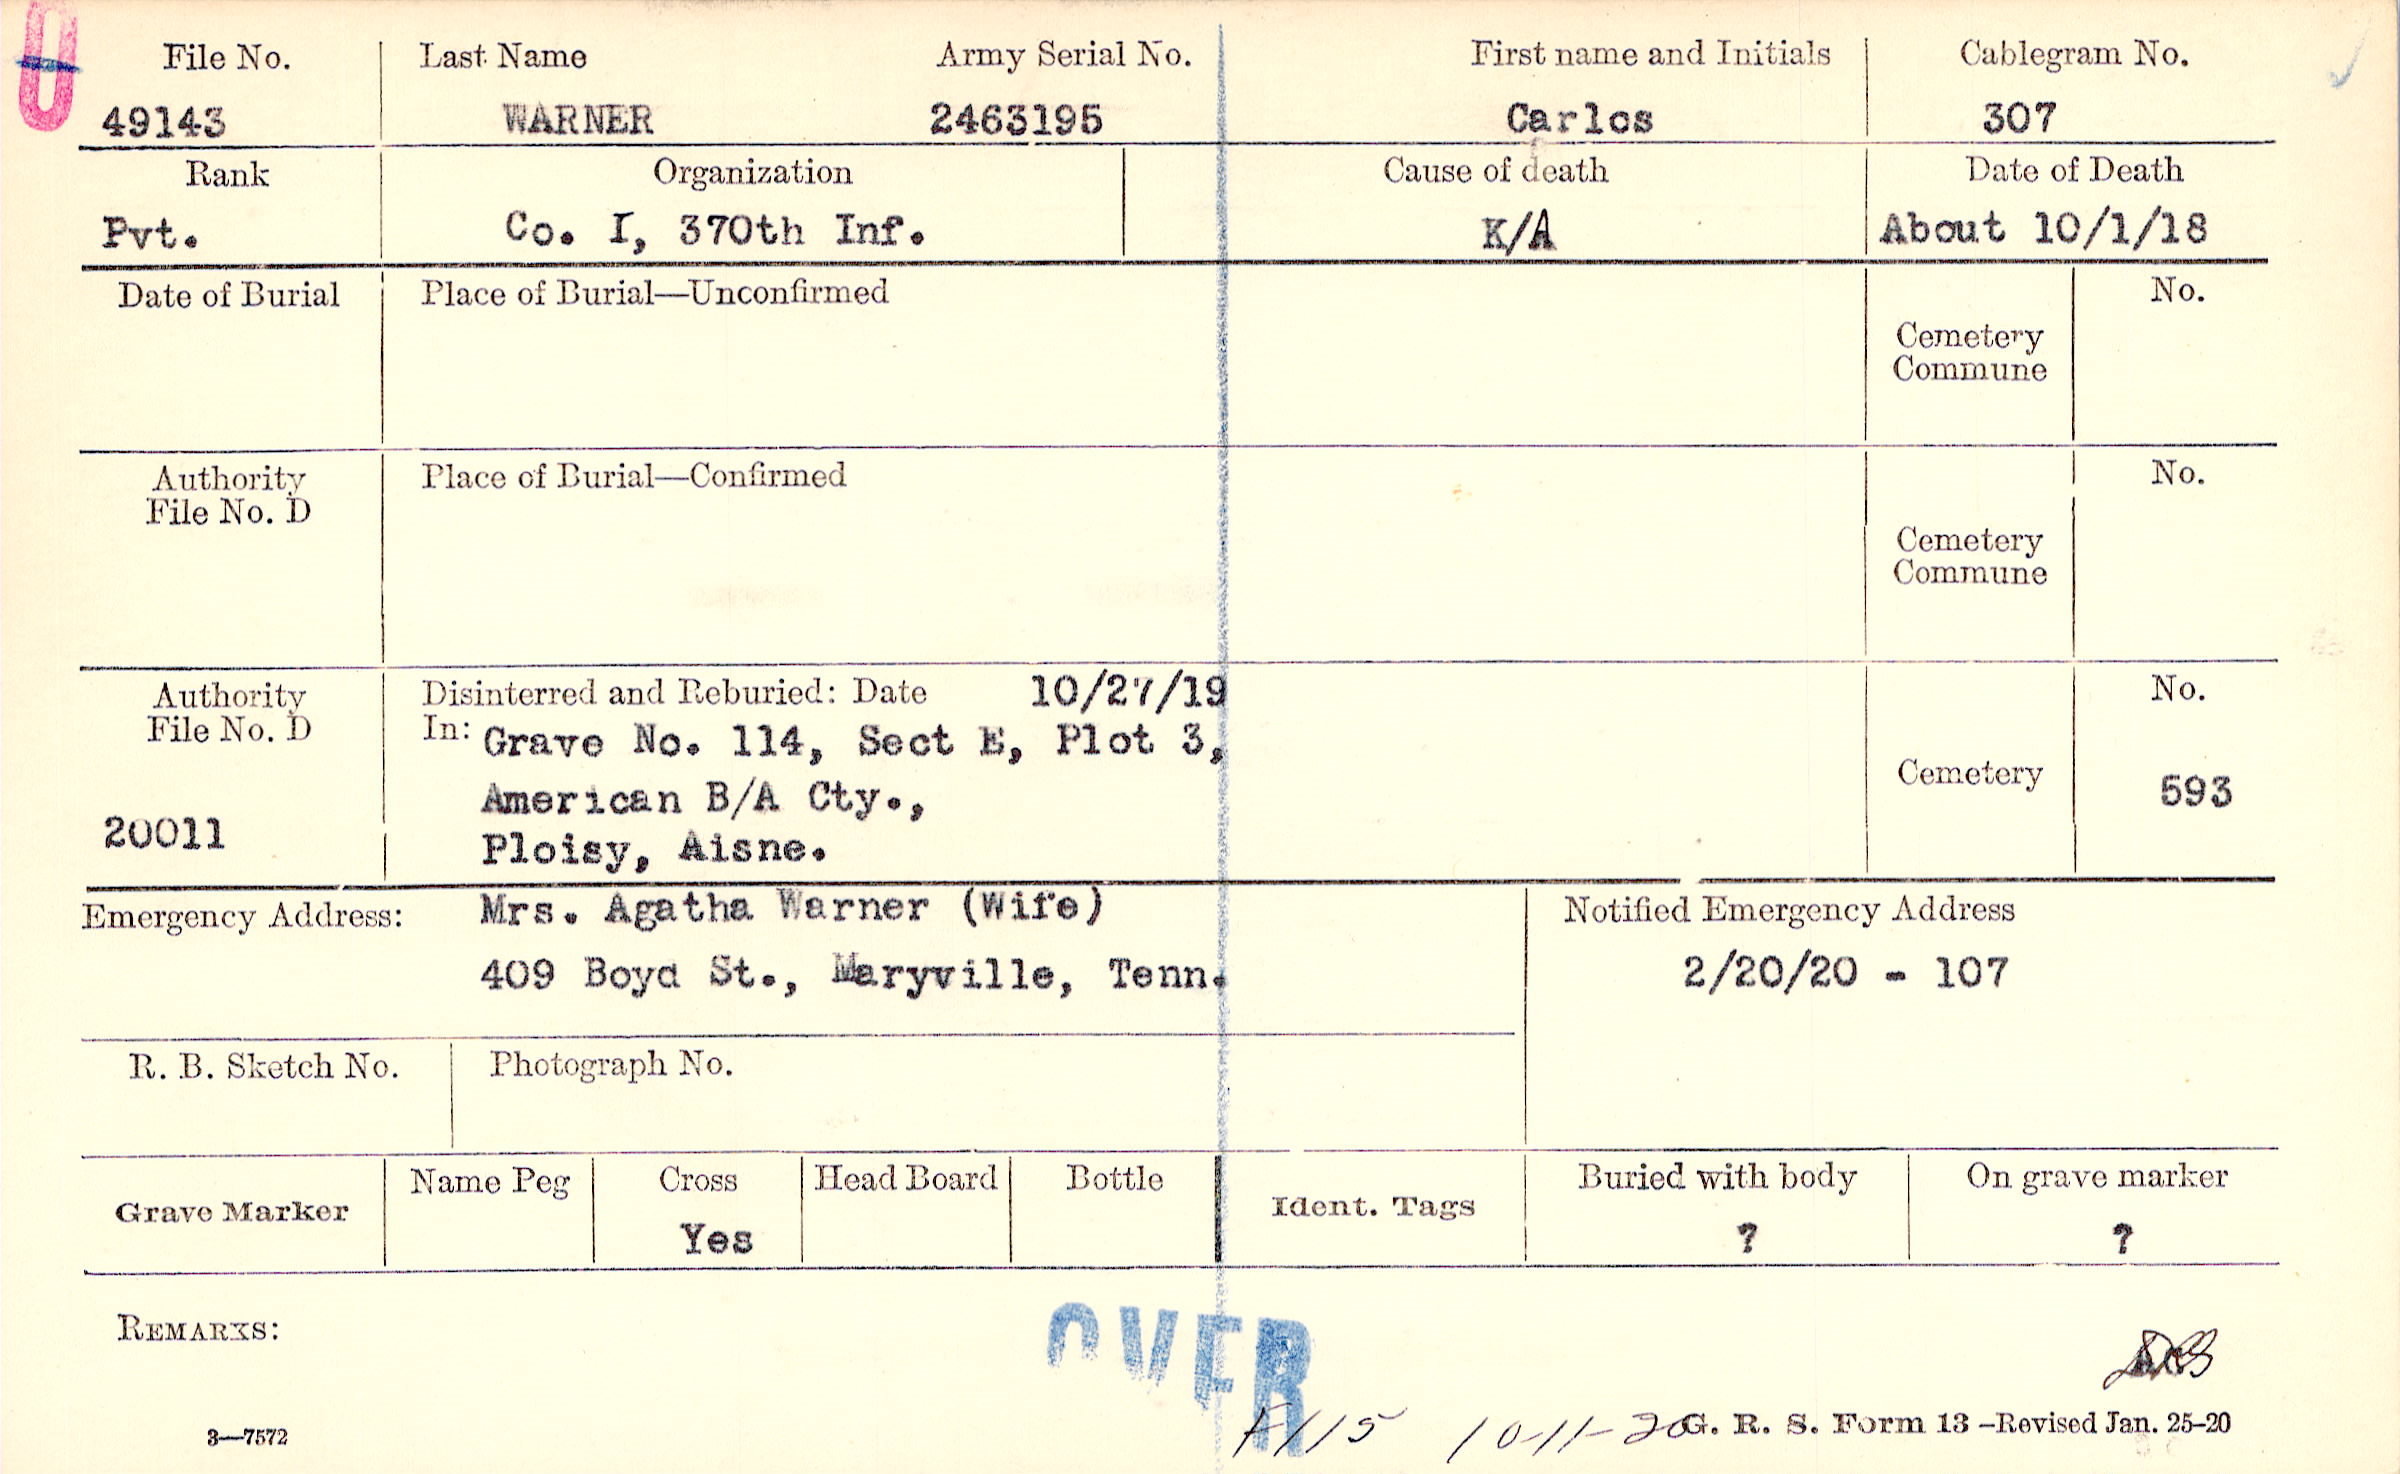 File No. Last Name Army Serial No. First name and Initials Cablegram No.
49143 WARNER 2463195 Carlos 307
Rank Organization Cause of death Date of Death
Pvt. Co. I, 370th Inf. K/A About 10/1/18
Date of Burial Place of Burial—Unconfirmed No.
Cemetery
Commune
Authority Place of Burial—Confirmed No.
File No. D
Cemetery
Commune
Authority Disinterred and Reburied: Date 10/27/19 No.
File No. D In: Grave No. 114, Sect E, Plot 3,
American B/A Cty., Cemetery 593
20011 Ploisy, Aisne.
Emergency Address: Mrs. Agatha Warner (Wife) Notified Emergency Address
409 Boyd St., Maryville, Tenn. 2/20/20 - 107
R. B. Sketch No. Photograph No.
Grave Marker Name Peg Cross Head Board Bottle Ident. Tags Buried with body On grave marker
Yes ? ?
REMARKS:
OVER
F115 10-11-20
3—7572 G. R. S. Form 13 –Revised Jan. 25–20